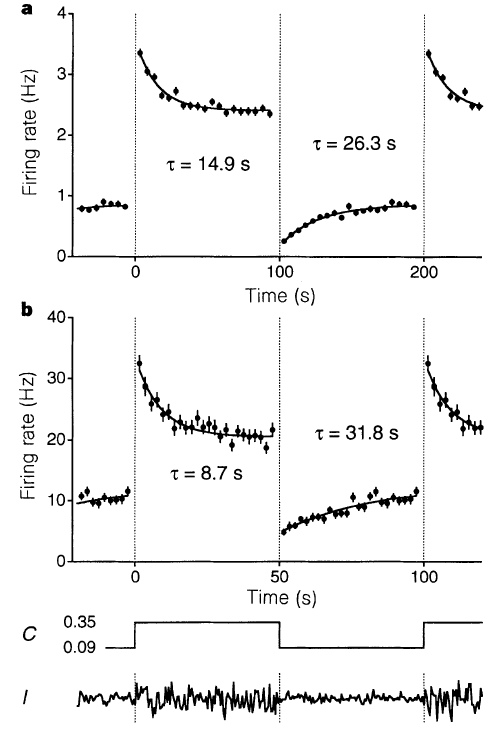 a
Firing rate (Hz)
4
3
2
1
0
τ = 14.9 s
τ = 26.3 s
0 100 200
Time (s)
b
Firing rate (Hz)
40
30
20
10
0
τ = 8.7 s
τ = 31.8 s
0 50 100
Time (s)
C
0.35
0.09
I